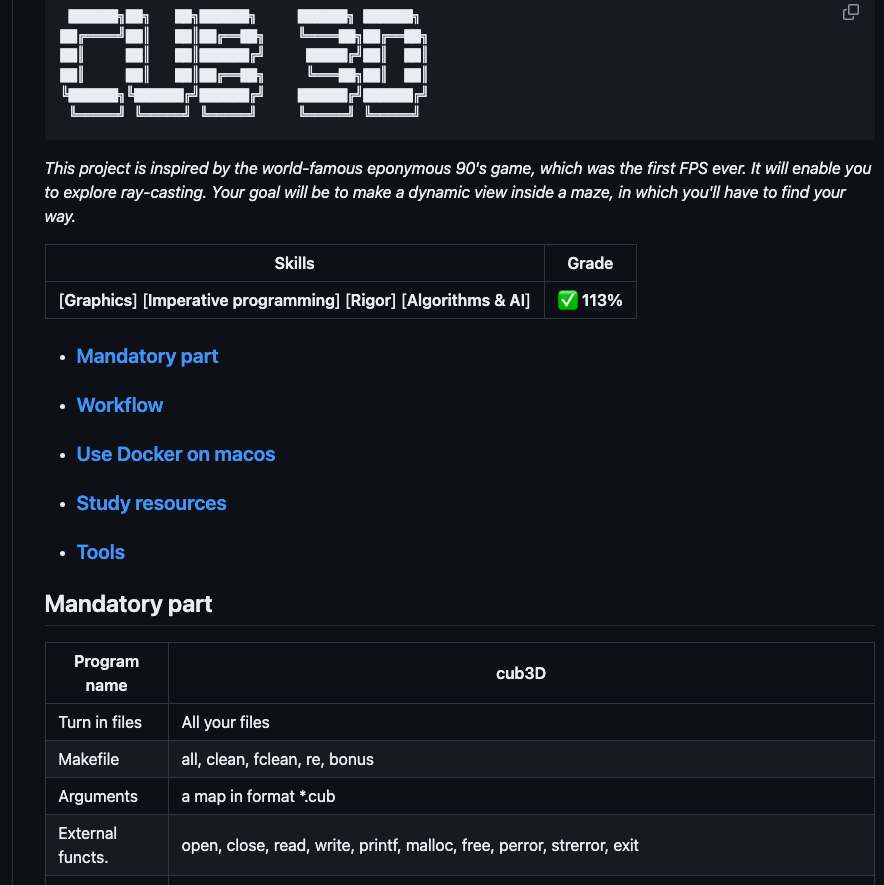 CUB 3D
This project is inspired by the world-famous eponymous 90's game, which was the first FPS ever. It will enable you
to explore ray-casting. Your goal will be to make a dynamic view inside a maze, in which you'll have to find your
way.
Skills Grade
[Graphics] [Imperative programming] [Rigor] [Algorithms & AI] ✅ 113%
• Mandatory part
• Workflow
• Use Docker on macos
• Study resources
• Tools
Mandatory part
Program
name
cub3D
Turn in files All your files
Makefile all, clean, fclean, re, bonus
Arguments a map in format *.cub
External
functs.
open, close, read, write, printf, malloc, free, perror, strerror, exit